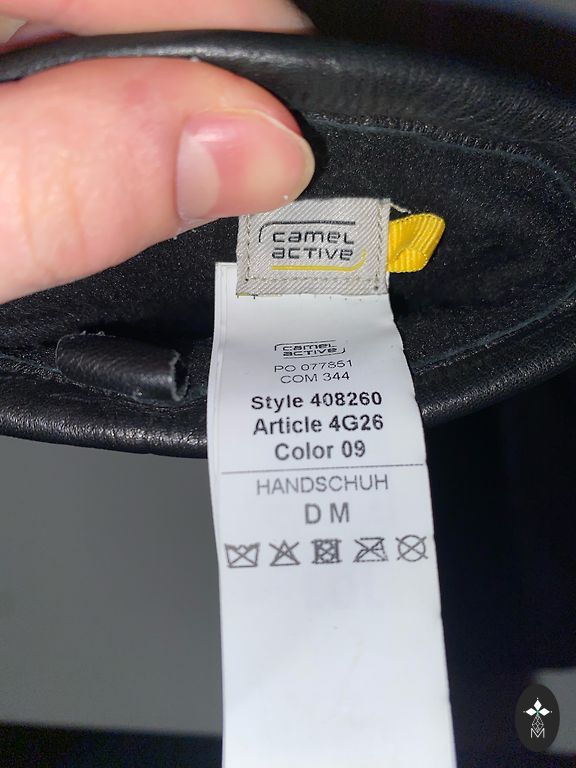 camel
active
camel
active
PO 077851
COM 344
Style 408260
Article 4G26
Color 09
HANDSCHUH
D M
M